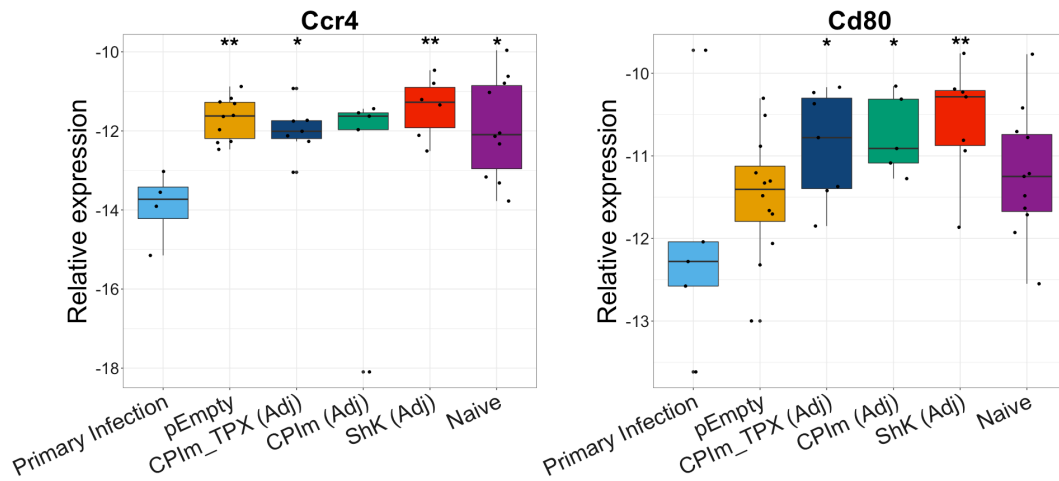 Ccr4
** * ** *
-10
-12
-14
-16
-18
Relative expression
Primary Infection
pEmpty
CPIm_TPX (Adj)
CPIm (Adj)
ShK (Adj)
Naive
Cd80
* * **
-10
-11
-12
-13
Relative expression
Primary Infection
pEmpty
CPIm_TPX (Adj)
CPIm (Adj)
ShK (Adj)
Naive